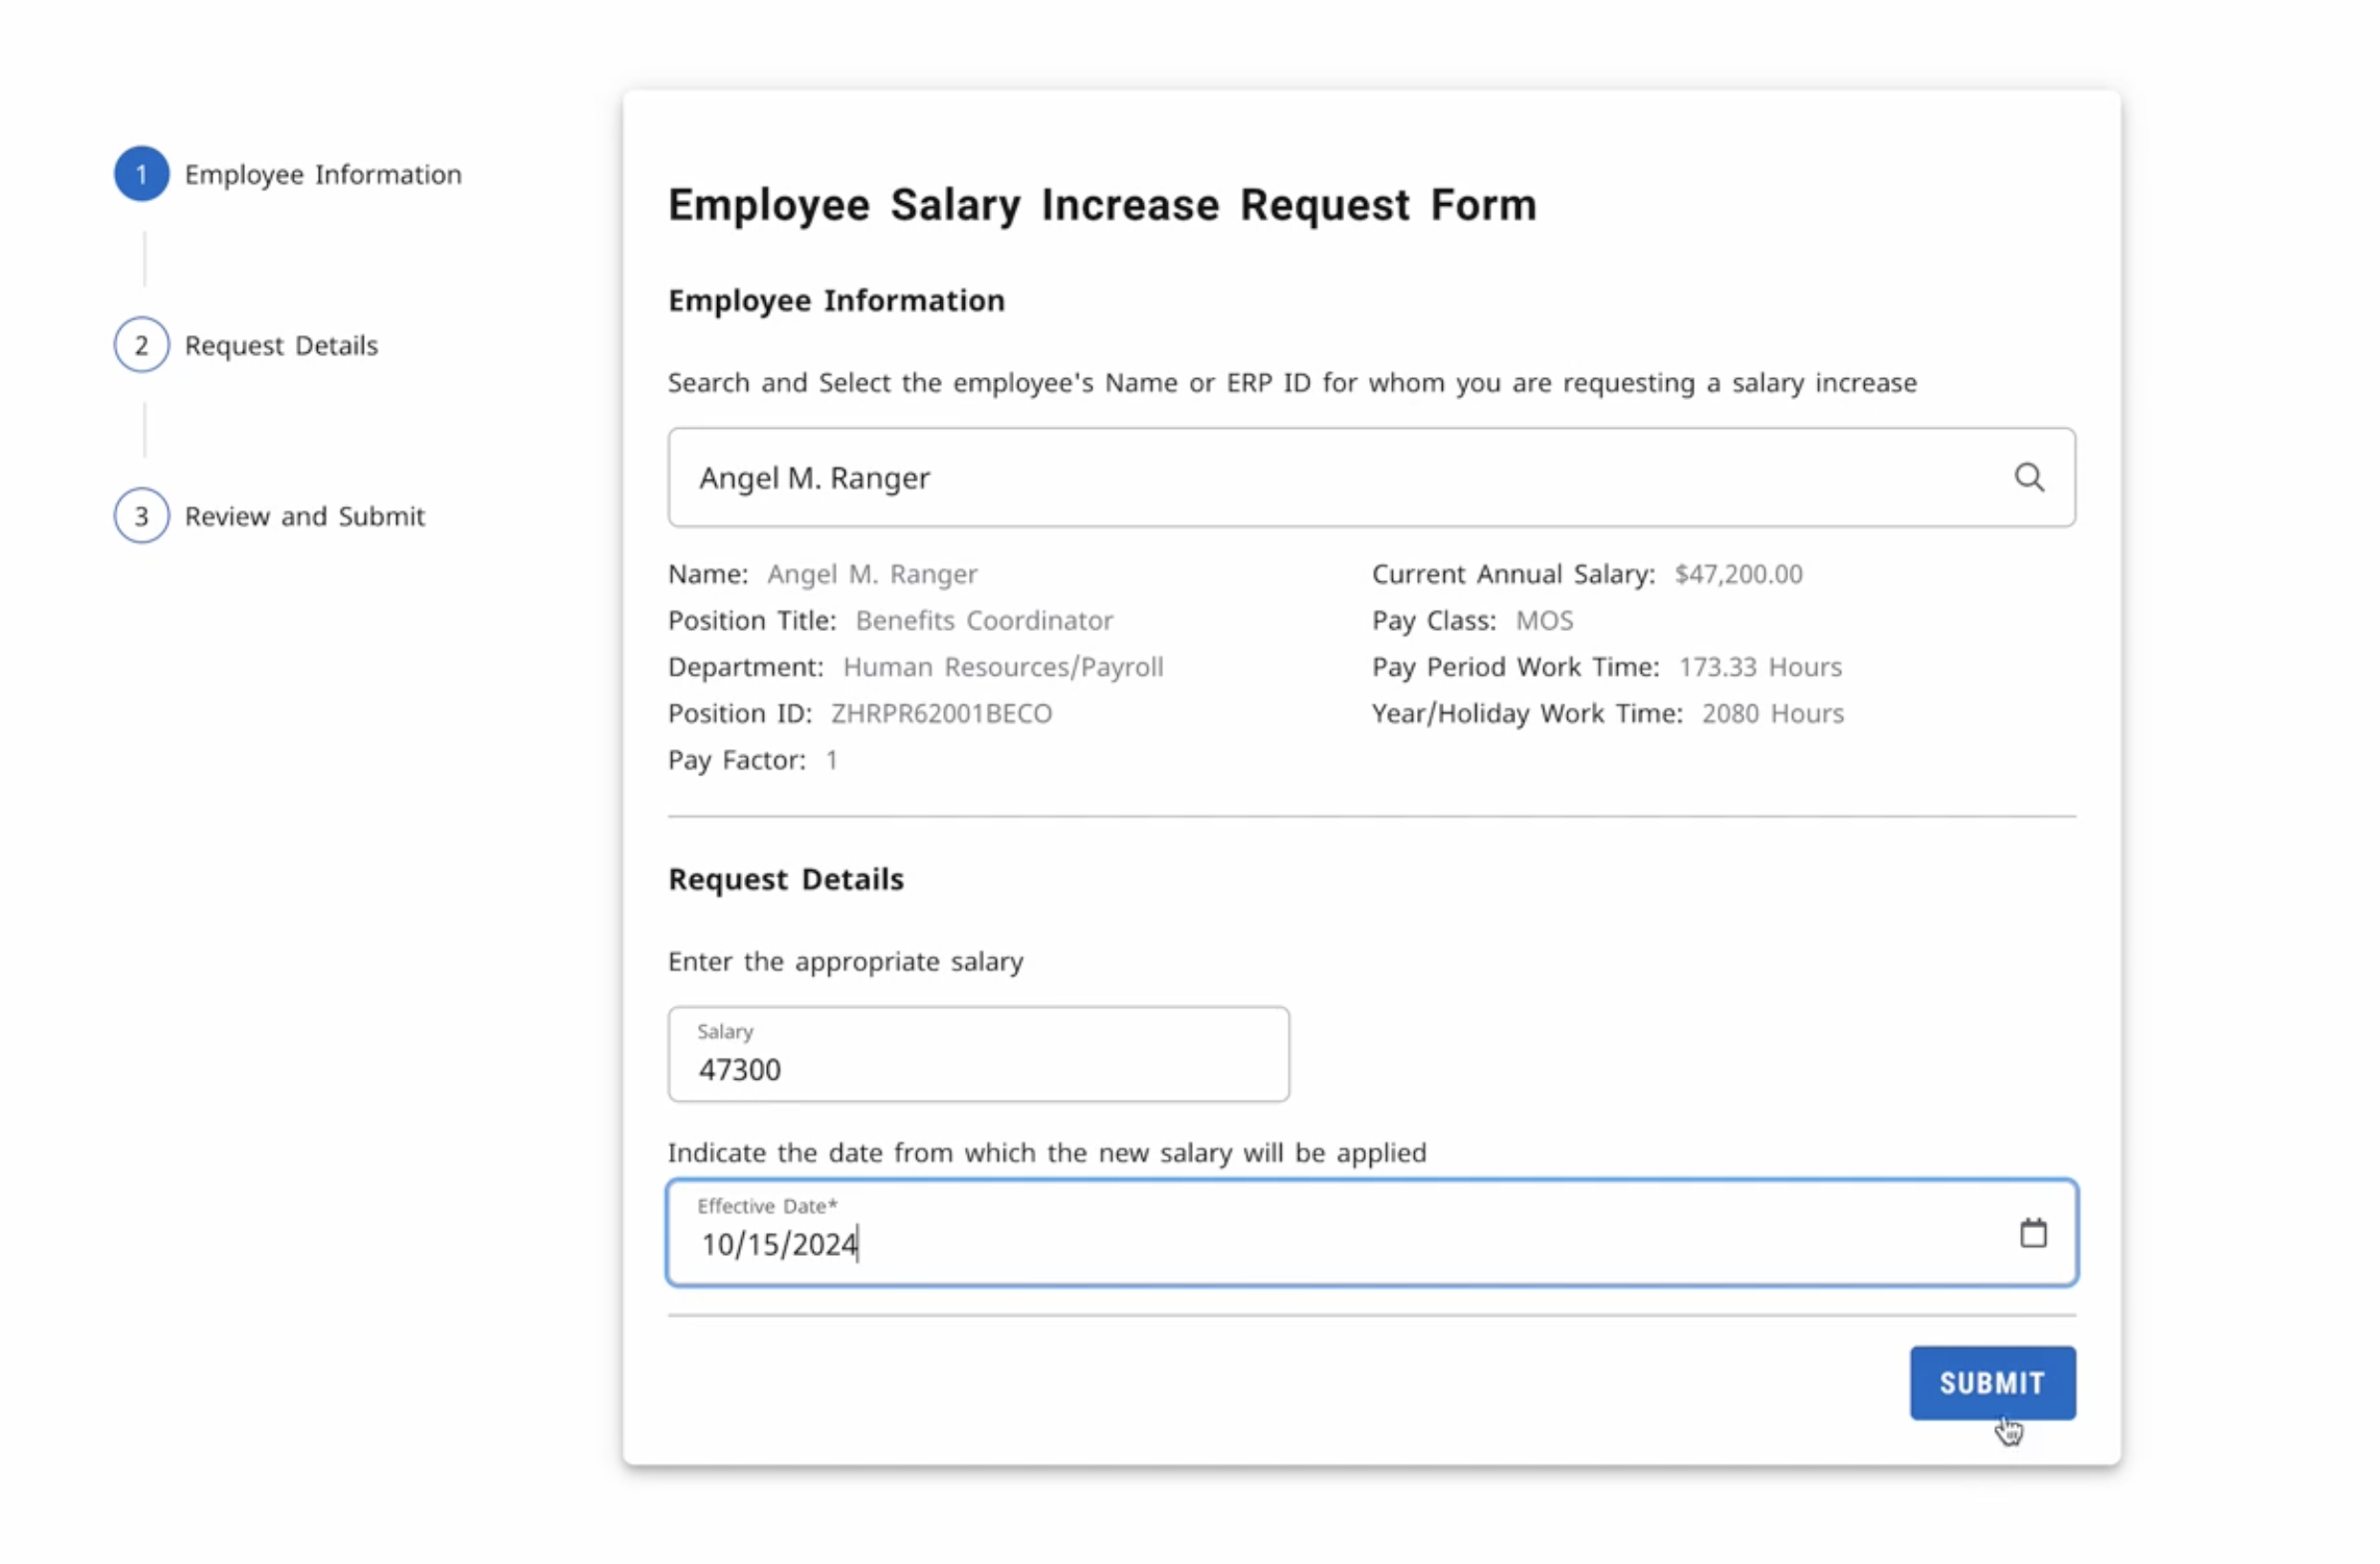 1 Employee Information
2 Request Details
3 Review and Submit
Employee Salary Increase Request Form
Employee Information
Search and Select the employee's Name or ERP ID for whom you are requesting a salary increase
Angel M. Ranger
Name: Angel M. Ranger
Position Title: Benefits Coordinator
Department: Human Resources/Payroll
Position ID: ZHRPR62001BECO
Pay Factor: 1
Current Annual Salary: $47,200.00
Pay Class: MOS
Pay Period Work Time: 173.33 Hours
Year/Holiday Work Time: 2080 Hours
Request Details
Enter the appropriate salary
Salary
47300
Indicate the date from which the new salary will be applied
Effective Date*
10/15/2024
SUBMIT